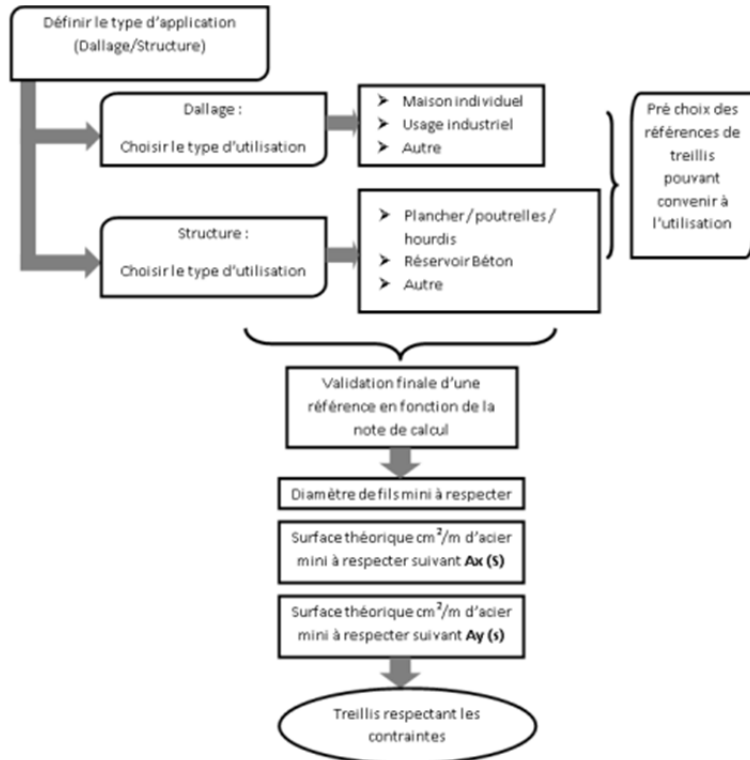 Définir le type d'application
(Dallage/Structure)
Dallage :
Choisir le type d'utilisation
➤ Maison individuel
➤ Usage industriel
➤ Autre
Pré choix des
références de
treillis
pouvant
convenir à
l'utilisation
Structure :
Choisir le type d'utilisation
➤ Plancher / poutrelles /
hourdis
➤ Réservoir Béton
➤ Autre
Validation finale d'une
référence en fonction de la
note de calcul
Diamètre de fils mini à respecter
Surface théorique cm²/m d'acier
mini à respecter suivant Ax (S)
Surface théorique cm²/m d'acier
mini à respecter suivant Ay (s)
Treillis respectant les
contraintes